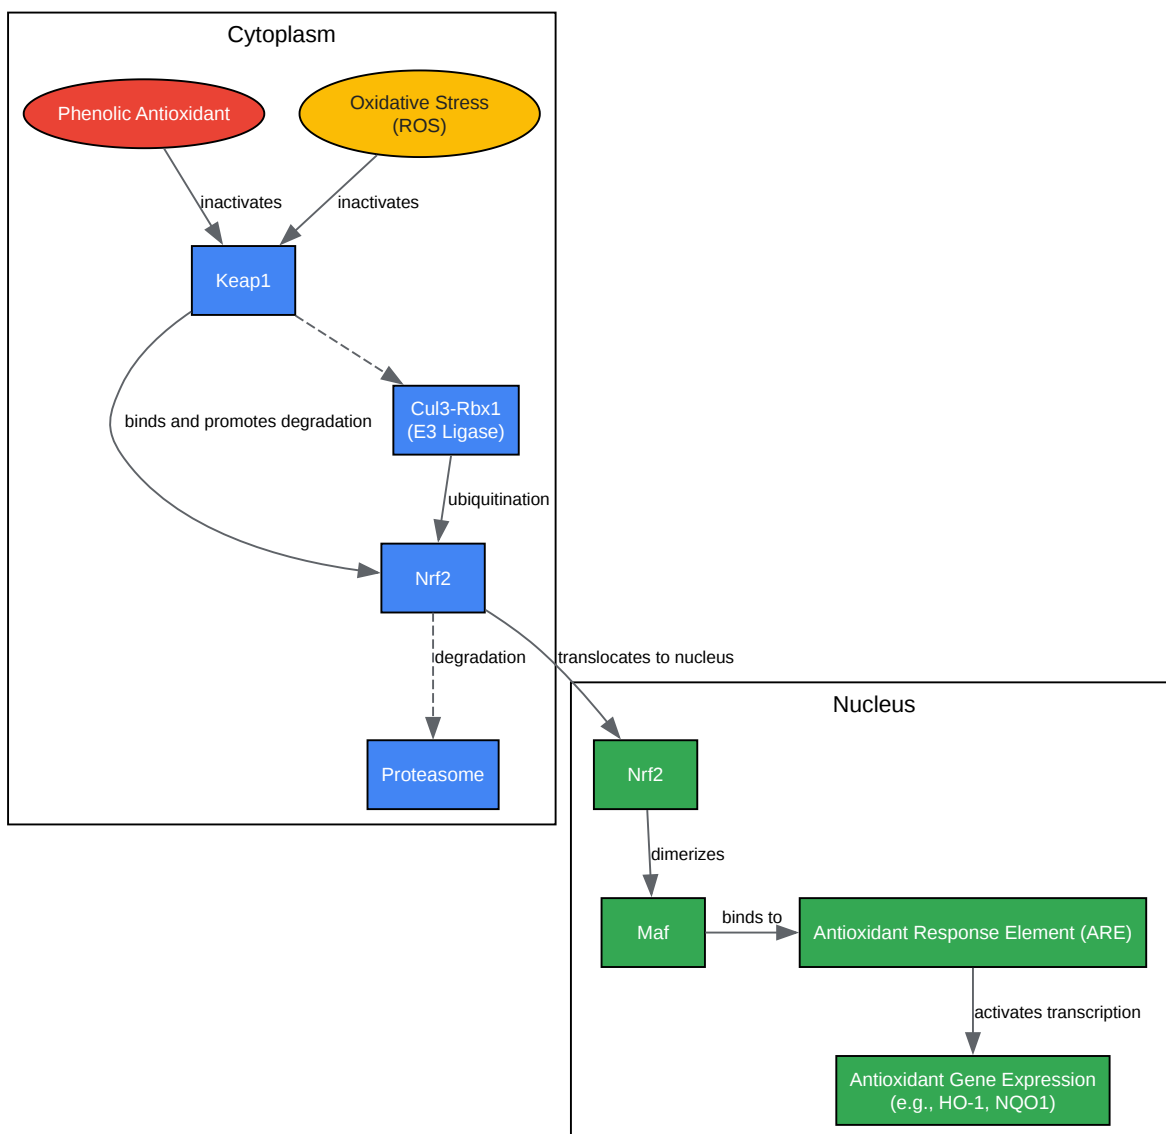 Cytoplasm
Phenolic Antioxidant
Oxidative Stress
(ROS)
inactivates
inactivates
Keap1
Cul3-Rbx1
(E3 Ligase)
binds and promotes degradation
ubiquitination
Nrf2
degradation
translocates to nucleus
Nucleus
Proteasome
Nrf2
dimerizes
Maf
binds to
Antioxidant Response Element (ARE)
activates transcription
Antioxidant Gene Expression
(e.g., HO-1, NQO1)